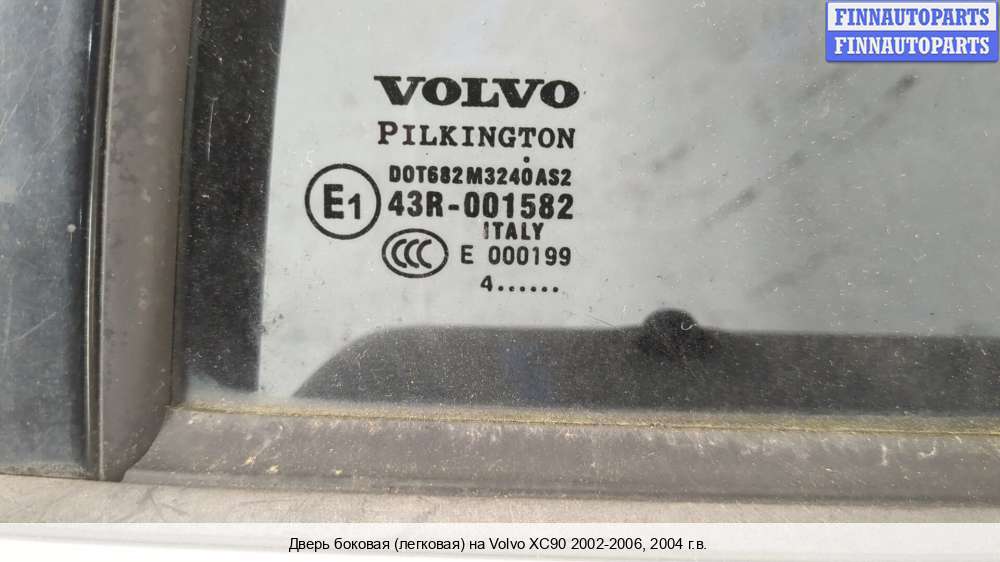 FINNAUTOPARTS
FINNAUTOPARTS
VOLVO
PILKINGTON
DOT682M3240AS2
E1 43R-001582
ITALY
CCC E 000199
4......
Дверь боковая (легковая) на Volvo XC90 2002-2006, 2004 г.в.